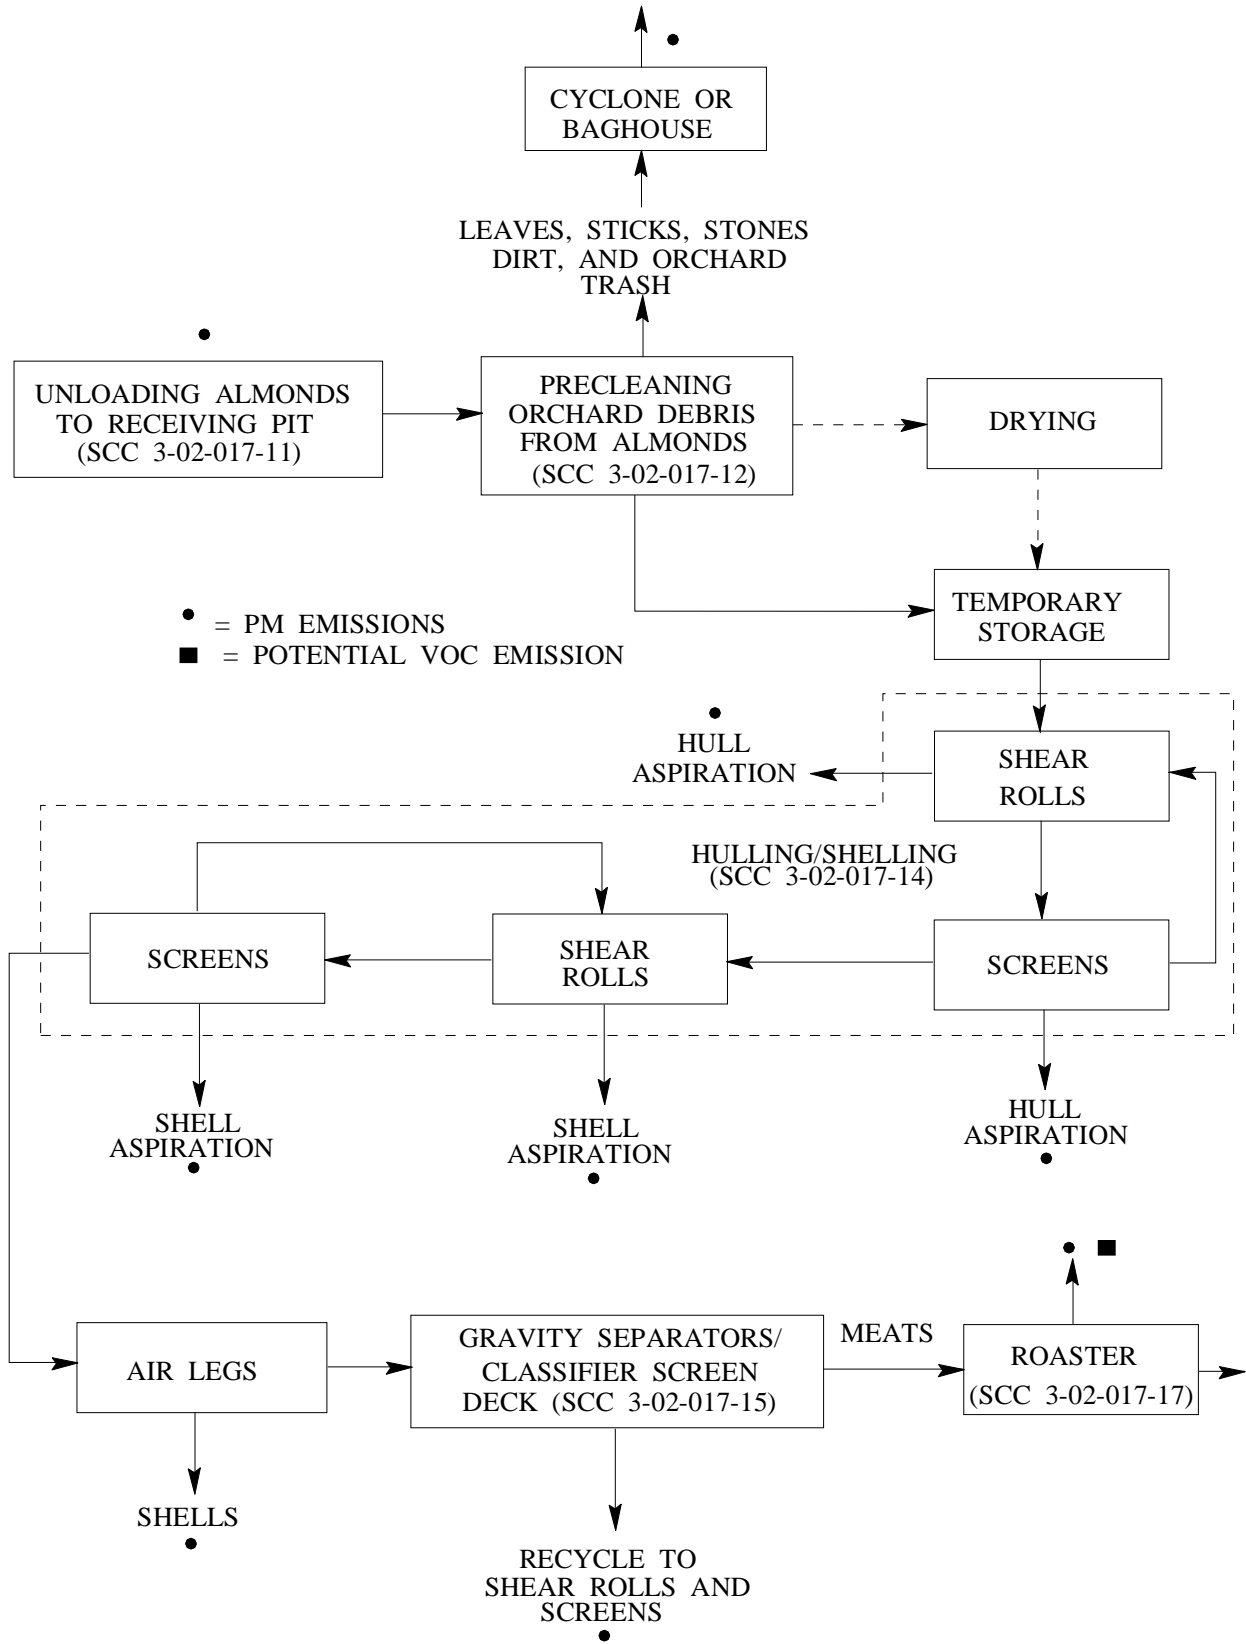 CYCLONE OR
BAGHOUSE
LEAVES, STICKS, STONES
DIRT, AND ORCHARD
TRASH
UNLOADING ALMONDS
TO RECEIVING PIT
(SCC 3-02-017-11)
PRECLEANING
ORCHARD DEBRIS
FROM ALMONDS
(SCC 3-02-017-12)
DRYING
TEMPORARY
STORAGE
= PM EMISSIONS
= POTENTIAL VOC EMISSION
HULL
ASPIRATION
SHEAR
ROLLS
HULLING/SHELLING
(SCC 3-02-017-14)
SCREENS
SHEAR
ROLLS
SCREENS
SHELL
ASPIRATION
SHELL
ASPIRATION
HULL
ASPIRATION
AIR LEGS
GRAVITY SEPARATORS/
CLASSIFIER SCREEN
DECK (SCC 3-02-017-15)
MEATS
ROASTER
(SCC 3-02-017-17)
SHELLS
RECYCLE TO
SHEAR ROLLS AND
SCREENS